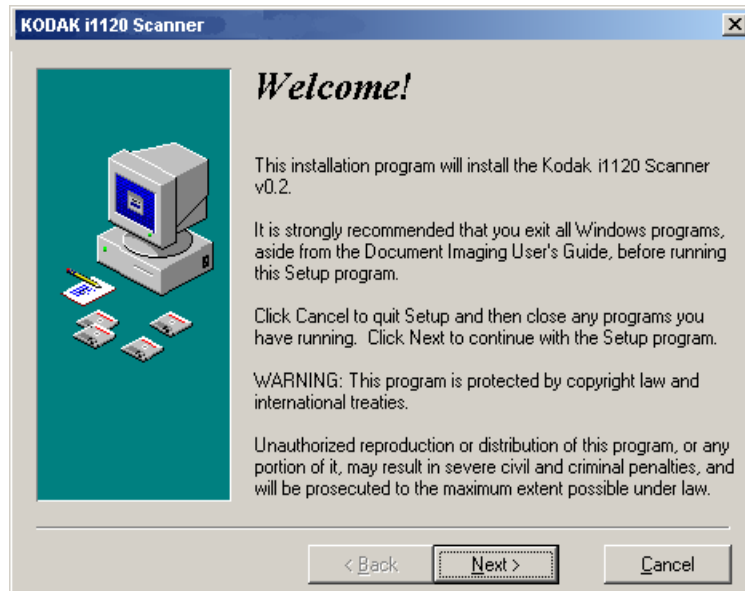 KODAK i1120 Scanner
Welcome!
This installation program will install the Kodak i1120 Scanner
v0.2.
It is strongly recommended that you exit all Windows programs,
aside from the Document Imaging User's Guide, before running
this Setup program.
Click Cancel to quit Setup and then close any programs you
have running.  Click Next to continue with the Setup program.
WARNING: This program is protected by copyright law and
international treaties.
Unauthorized reproduction or distribution of this program, or any
portion of it, may result in severe civil and criminal penalties, and
will be prosecuted to the maximum extent possible under law.
< Back
Next >
Cancel